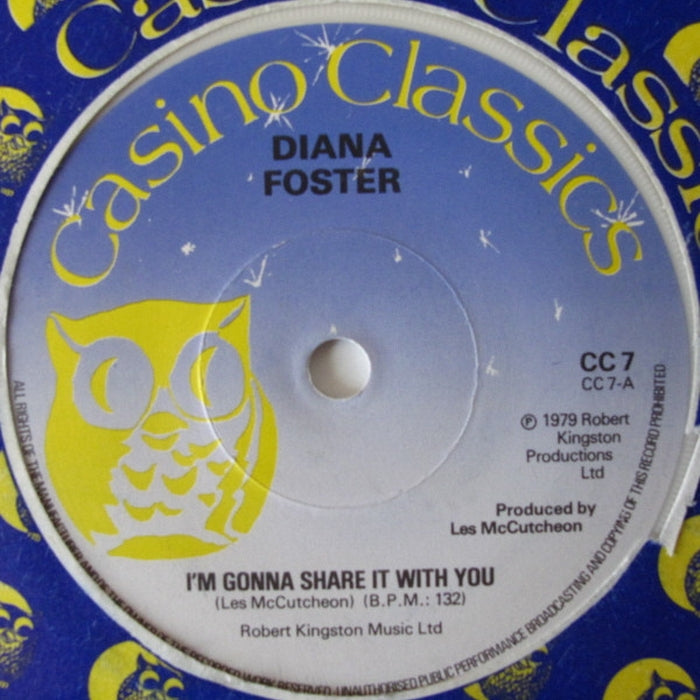 Casino Classics
Casino Classics
DIANA
FOSTER
CC 7
CC 7-A
℗ 1979 Robert
Kingston
Productions
Ltd
Produced by
Les McCutcheon
I'M GONNA SHARE IT WITH YOU
(Les McCutcheon) (B.P.M.: 132)
Robert Kingston Music Ltd
ALL RIGHTS OF THE MANUFACTURER AND OF THE OWNER OF THE RECORDED WORK RESERVED. UNAUTHORISED PUBLIC PERFORMANCE BROADCASTING AND COPYING OF THIS RECORD PROHIBITED